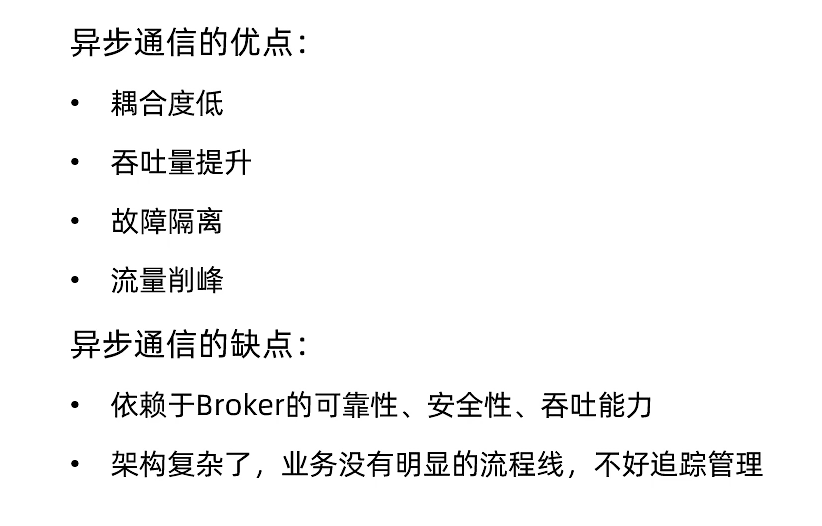 异步通信的优点：
• 耦合度低
• 吞吐量提升
• 故障隔离
• 流量削峰
异步通信的缺点：
• 依赖于Broker的可靠性、安全性、吞吐能力
• 架构复杂了，业务没有明显的流程线，不好追踪管理